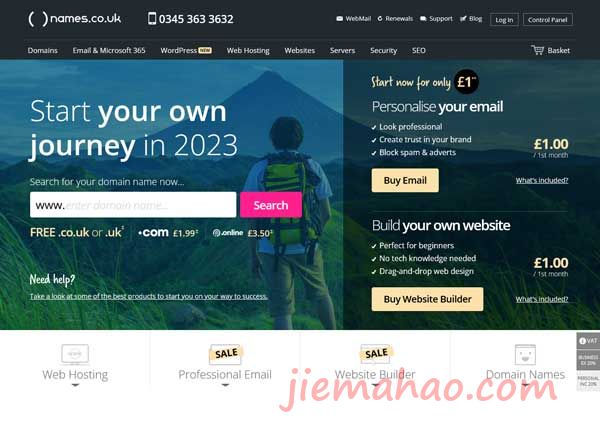 names.co.uk
0345 363 3632
WebMail
Renewals
Support
Blog
Log In
Control Panel
Domains
Email & Microsoft 365
WordPress NEW
Web Hosting
Websites
Servers
Security
SEO
Basket
Start your own
journey in 2023
Search for your domain name now...
www. enter domain name...
Search
FREE .co.uk or .uk‡
.com £1.99‡
.online £3.50‡
Need help?
Take a look at some of the best products to start you on your way to success.
Start now for only £1**
Personalise your email
Look professional
Create trust in your brand
Block spam & adverts
£1.00
/ 1st month
Buy Email
What's included?
Build your own website
Perfect for beginners
No tech knowledge needed
Drag-and-drop web design
£1.00
/ 1st month
Buy Website Builder
What's included?
VAT
BUSINESS
EX 20%
PERSONAL
INC 20%
Web Hosting
SALE
Professional Email
SALE
Website Builder
Domain Names
jiemahao.com